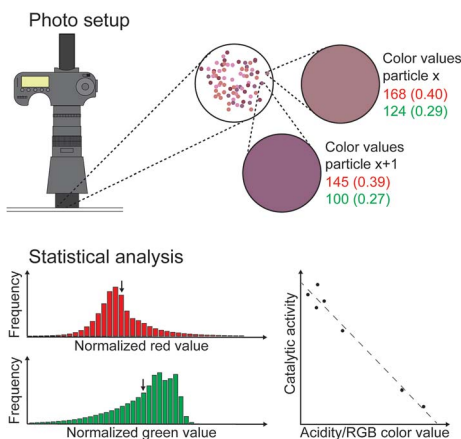 Photo setup
Color values
particle x
168 (0.40)
124 (0.29)
Color values
particle x+1
145 (0.39)
100 (0.27)
Statistical analysis
Frequency
Normalized red value
Frequency
Normalized green value
Catalytic activity
Acidity/RGB color value